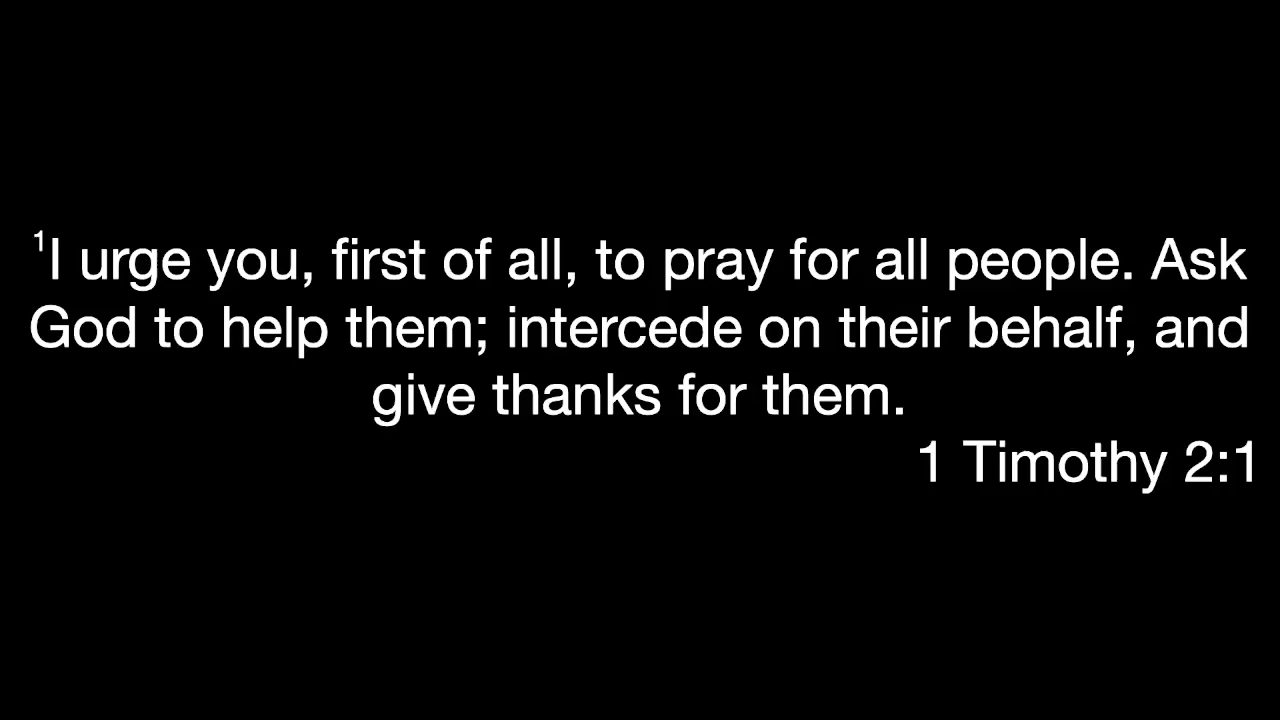 ¹I urge you, first of all, to pray for all people. Ask
God to help them; intercede on their behalf, and
give thanks for them.
1 Timothy 2:1